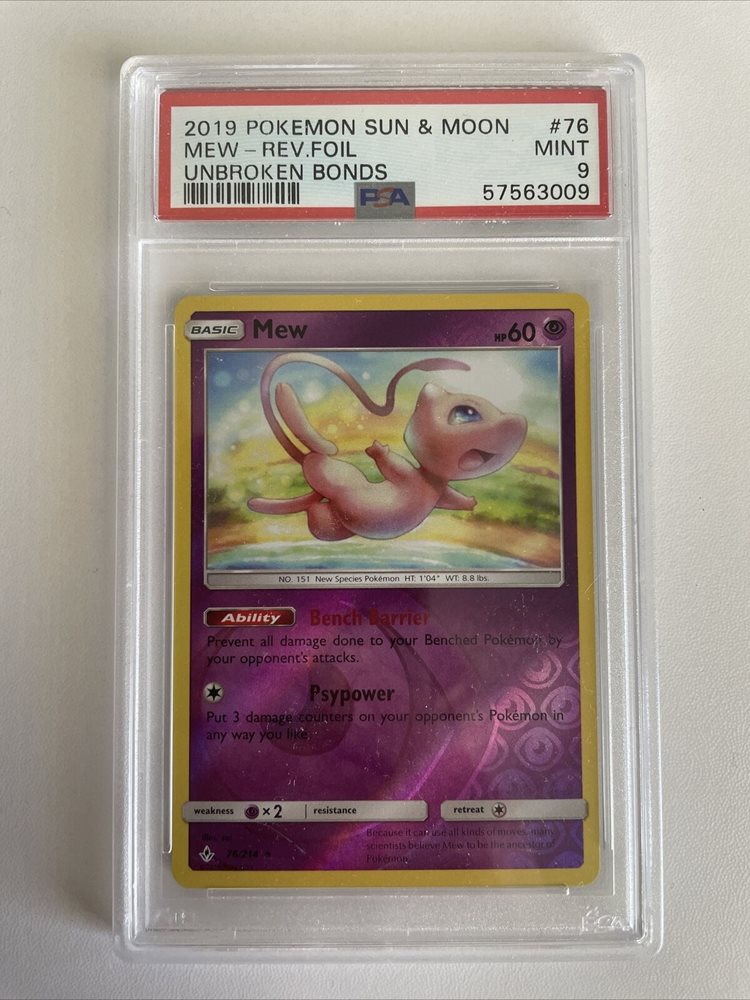 2019 POKEMON SUN & MOON #76
MEW - REV.FOIL MINT
UNBROKEN BONDS 9
PSA 57563009
BASIC Mew HP60
NO. 151 New Species Pokémon HT: 1'04" WT: 8.8 lbs.
Ability Bench Barrier
Prevent all damage done to your Benched Pokémon by
your opponent's attacks.
Psypower
Put 3 damage counters on your opponent's Pokémon in
any way you like.
weakness ×2 resistance retreat
Because it can use all kinds of moves, many
Illus. scientists believe Mew to be the ancestor of
76/214 Pokémon.